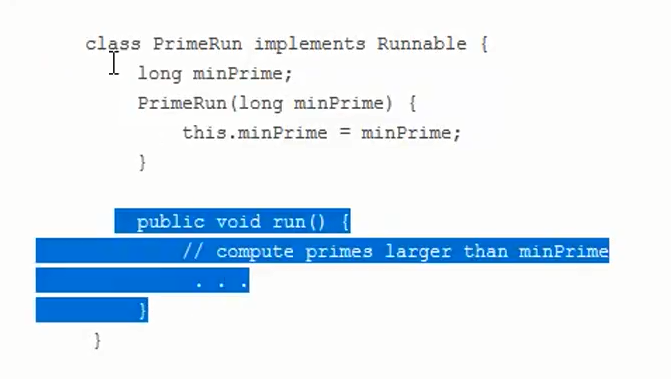 class PrimeRun implements Runnable {
long minPrime;
PrimeRun(long minPrime) {
this.minPrime = minPrime;
}
public void run() {
// compute primes larger than minPrime
. . .
}
}